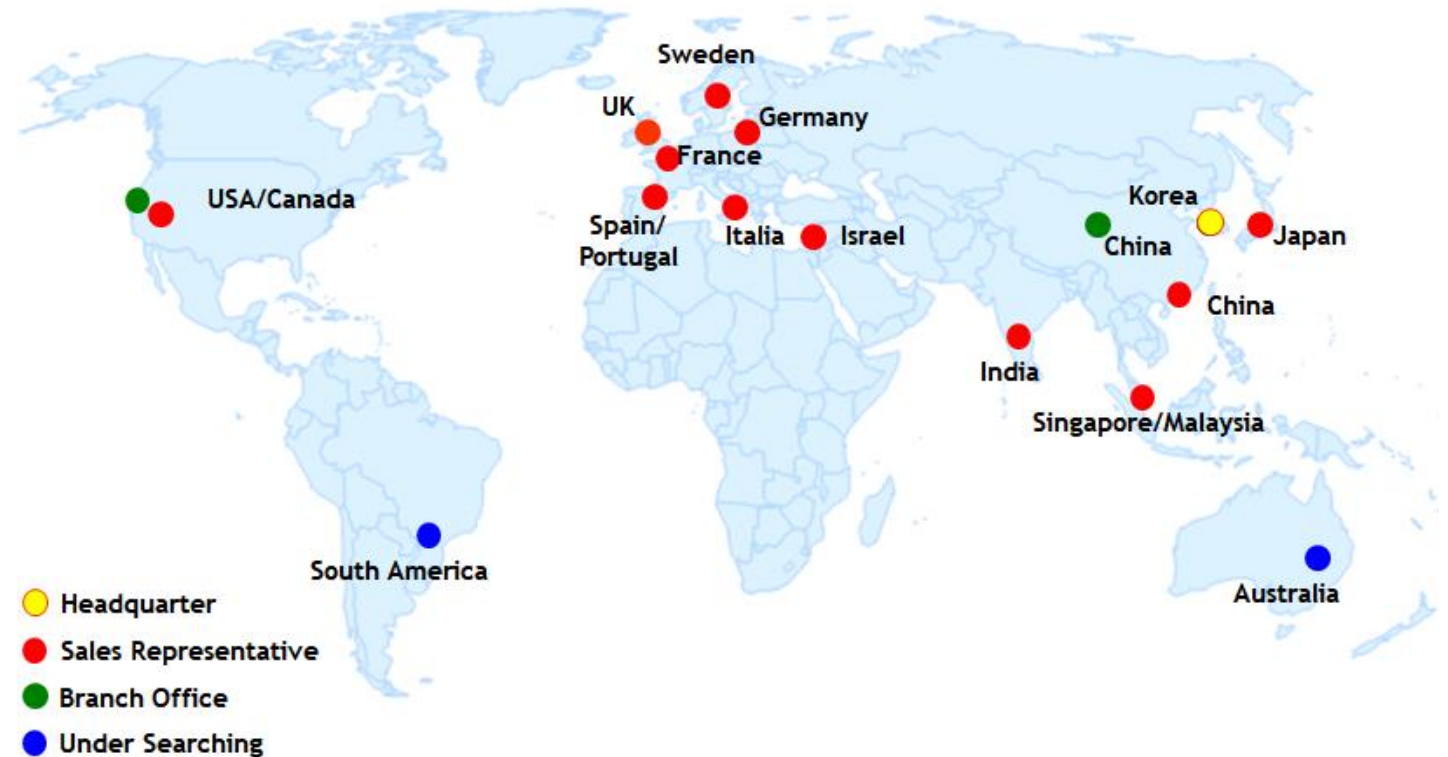 Sweden
UK
Germany
France
USA/Canada
Korea
Spain/
Portugal
Italia
Israel
China
Japan
China
India
Singapore/Malaysia
South America
Australia
Headquarter
Sales Representative
Branch Office
Under Searching